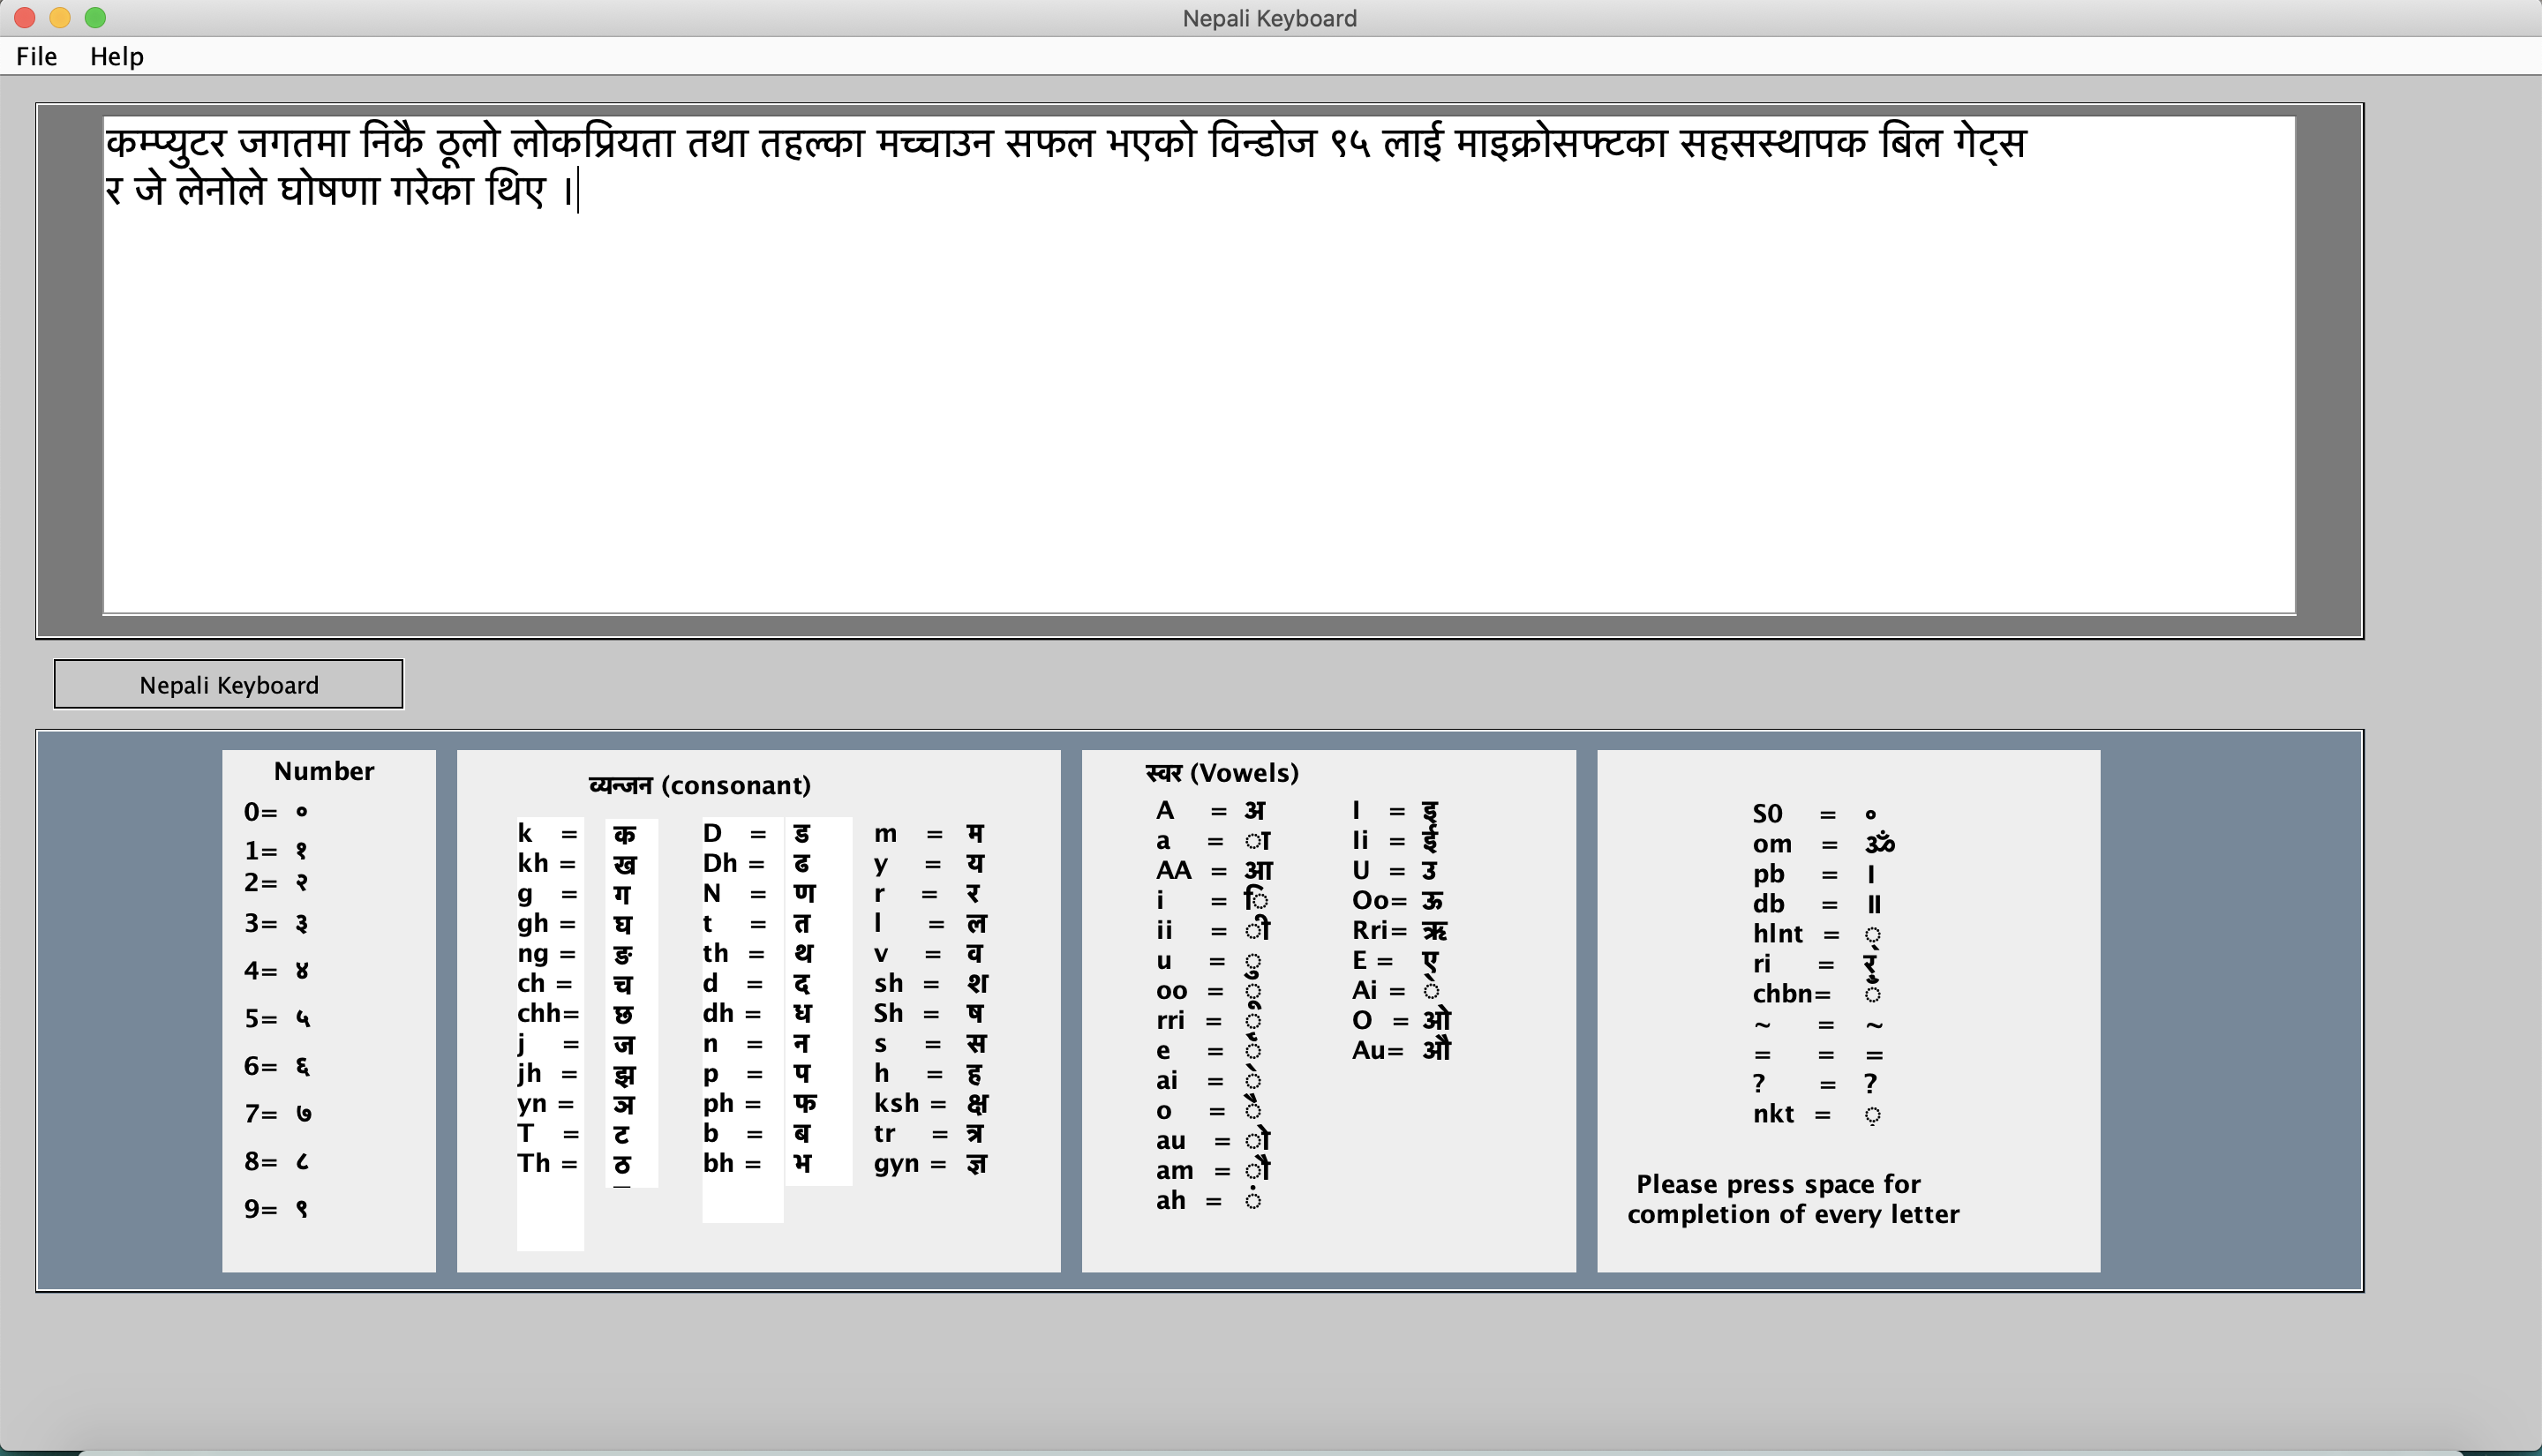 Nepali Keyboard
File Help
कम्प्युटर जगतमा निकै ठूलो लोकप्रियता तथा तहल्का मच्चाउन सफल भएको विन्डोज ९५ लाई माइक्रोसफ्टका सहसस्थापक बिल गेट्स
र जे लेनोले घोषणा गरेका थिए ।
Nepali Keyboard
Number
0= ०
1= १
2= २
3= ३
4= ४
5= ५
6= ६
7= ७
8= ८
9= ९
व्यन्जन (consonant)
k = क
kh = ख
g = ग
gh = घ
ng = ङ
ch = च
chh= छ
j = ज
jh = झ
yn = ञ
T = ट
Th = ठ
D = ड
Dh = ढ
N = ण
t = त
th = थ
d = द
dh = ध
n = न
p = प
ph = फ
b = ब
bh = भ
m = म
y = य
r = र
l = ल
v = व
sh = श
Sh = ष
s = स
h = ह
ksh = क्ष
tr = त्र
gyn = ज्ञ
स्वर (Vowels)
A = अ
a = ा
AA = आ
i = ि
ii = ी
u = ु
oo = ू
rri = ृ
e = ॅ
ai = े
o = ै
au = ो
am = ौ
ah = ं
I = इ
Ii = ई
U = उ
Oo= ऊ
Rri= ऋ
E = ए
Ai = े
O = ओ
Au= औ
S0 = ०
om = ॐ
pb = ।
db = ॥
hlnt = ्
ri = रु
chbn=
~ = ~
= = =
? = ?
nkt = ़
Please press space for
completion of every letter